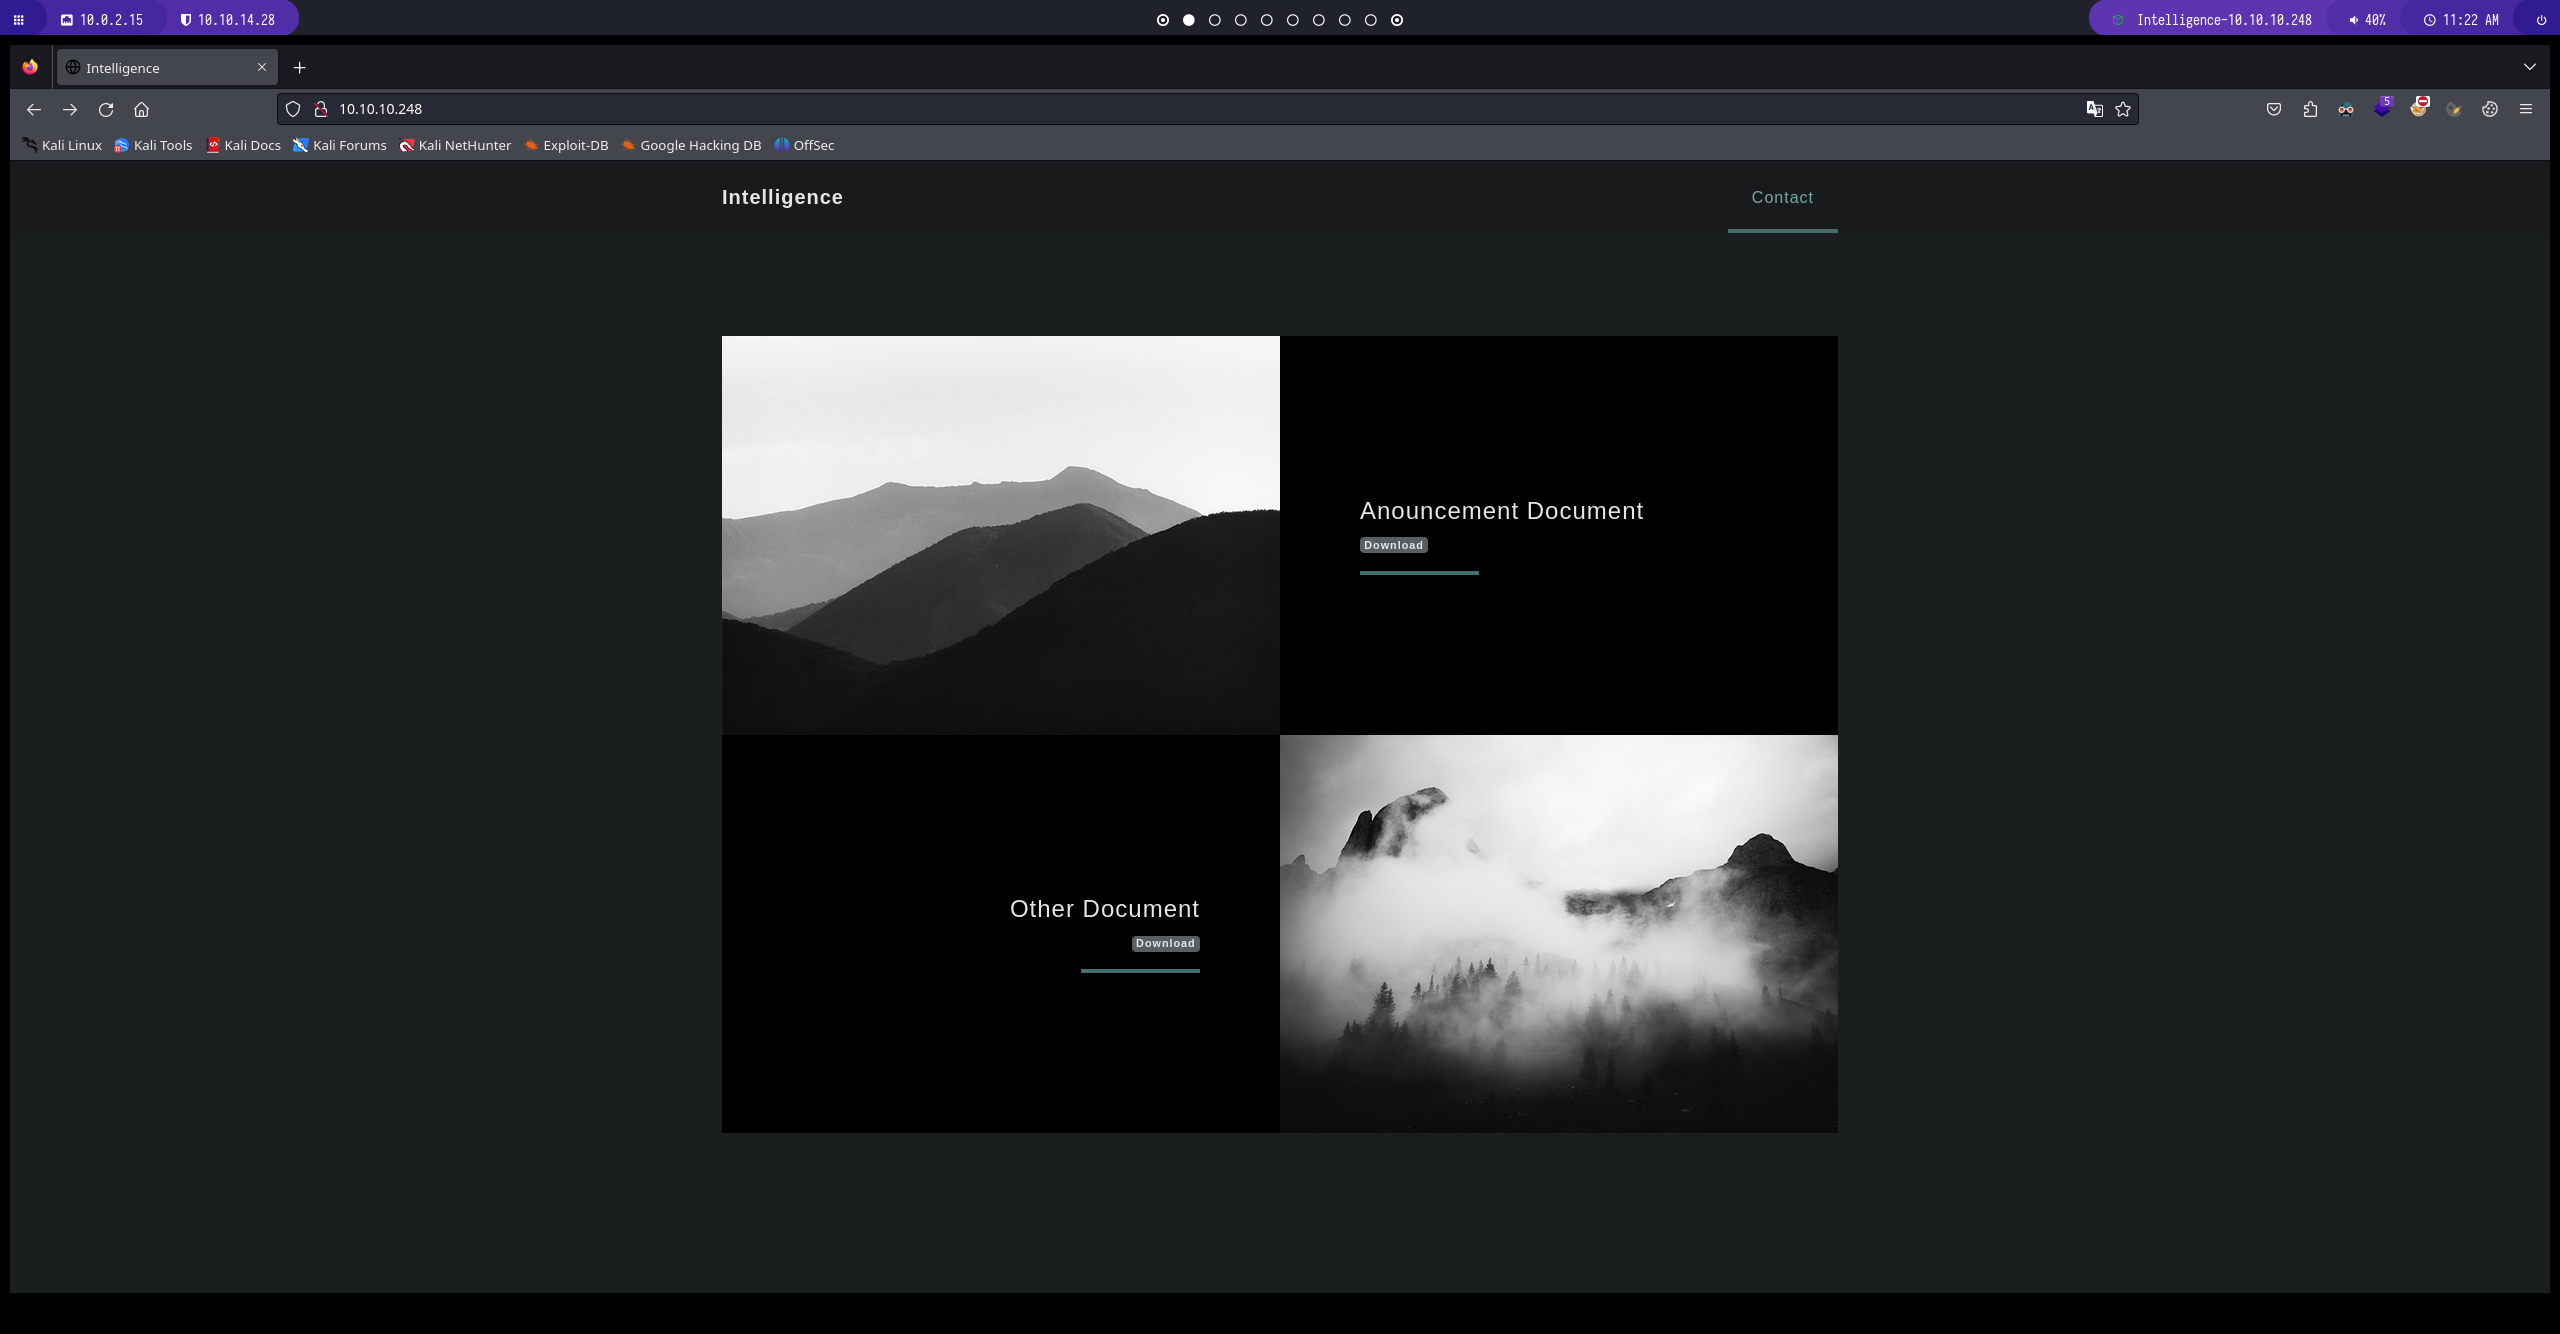 10.0.2.15 10.10.14.28 Intelligence-10.10.10.248 40% 11:22 AM
Intelligence
10.10.10.248 5
Kali Linux Kali Tools Kali Docs Kali Forums Kali NetHunter Exploit-DB Google Hacking DB OffSec
Intelligence Contact
Anouncement Document
Download
Other Document
Download